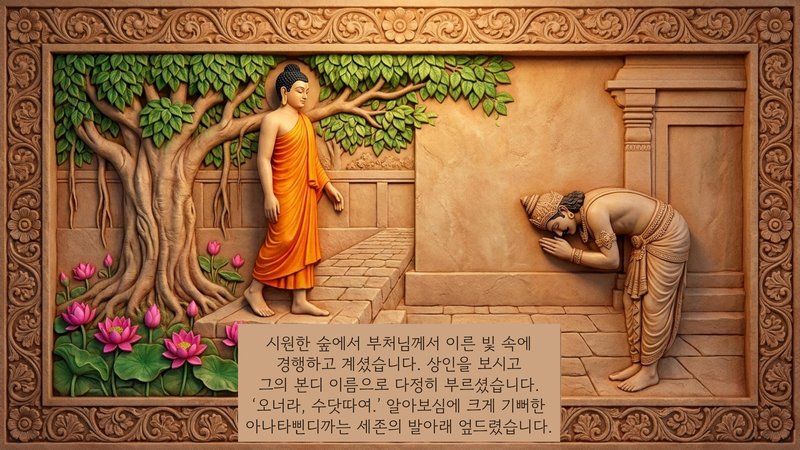 시원한 숲에서 부처님께서 이른 빛 속에
경행하고 계셨습니다. 상인을 보시고
그의 본디 이름으로 다정히 부르셨습니다.
‘오너라, 수닷따여.’ 알아보심에 크게 기뻐한
아나타삔디까는 세존의 발아래 엎드렸습니다.